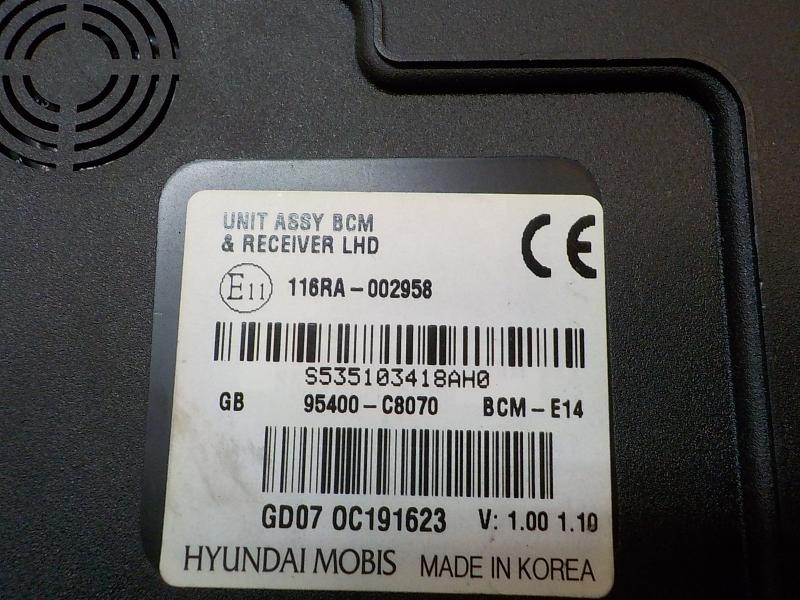 UNIT ASSY BCM
& RECEIVER LHD
CE
E11 116RA-002958
S535103418AH0
GB 95400-C8070 BCM-E14
GD07 0C191623 V: 1.00 1.10
HYUNDAI MOBIS MADE IN KOREA